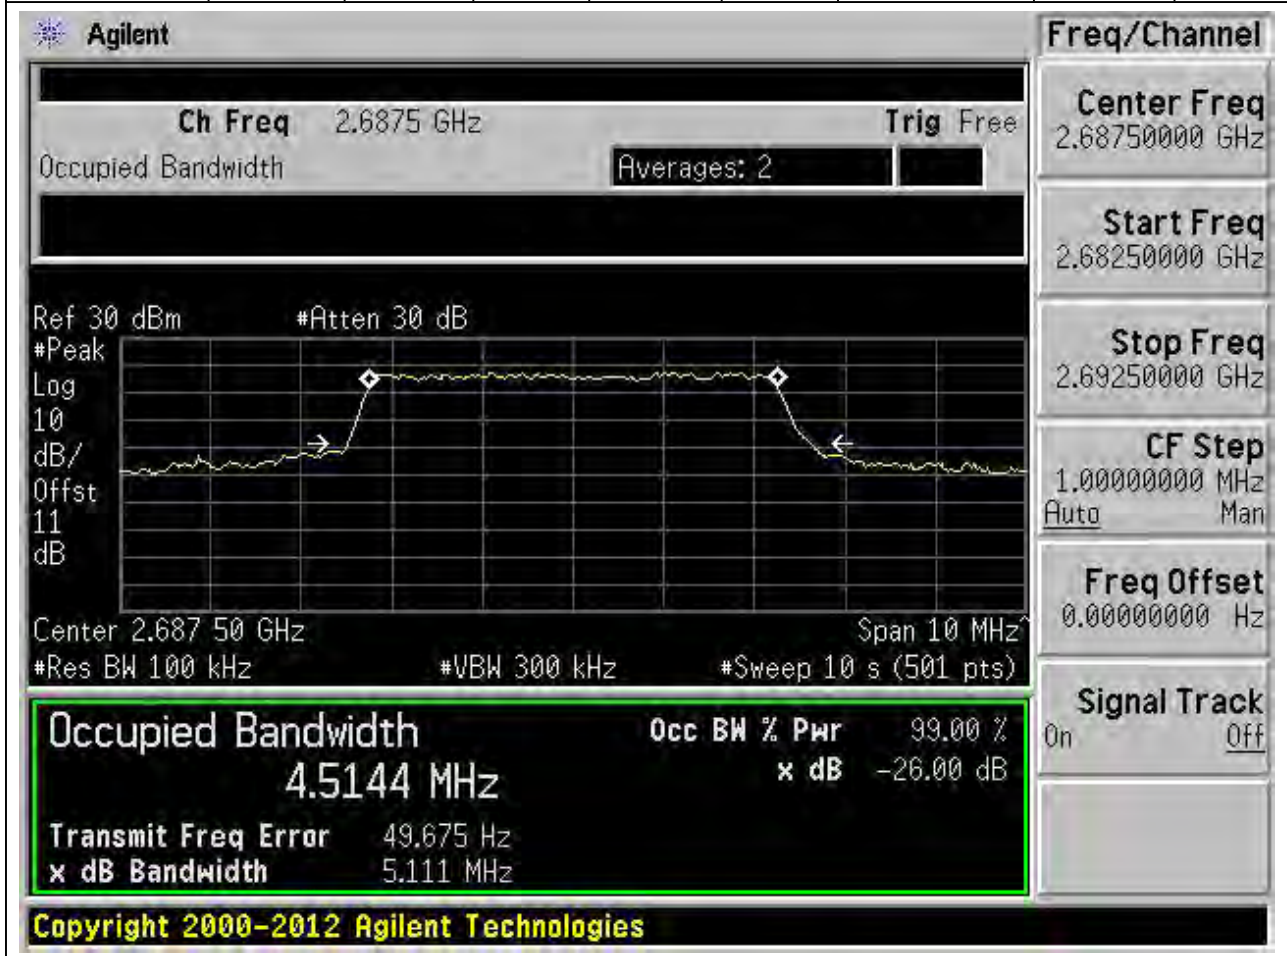 Agilent
Freq/Channel
Ch Freq 2.6875 GHz Trig Free
Occupied Bandwidth Averages: 2
Center Freq
2.68750000 GHz
Start Freq
2.68250000 GHz
Stop Freq
2.69250000 GHz
CF Step
1.00000000 MHz
Auto Man
Freq Offset
0.00000000 Hz
Signal Track
On Off
Ref 30 dBm #Atten 30 dB
#Peak
Log
10
dB/
Offst
11
dB
Center 2.687 50 GHz Span 10 MHz^
#Res BW 100 kHz #VBW 300 kHz #Sweep 10 s (501 pts)
Occupied Bandwidth Occ BW % Pwr 99.00 %
4.5144 MHz x dB -26.00 dB
Transmit Freq Error 49.675 Hz
x dB Bandwidth 5.111 MHz
Copyright 2000-2012 Agilent Technologies